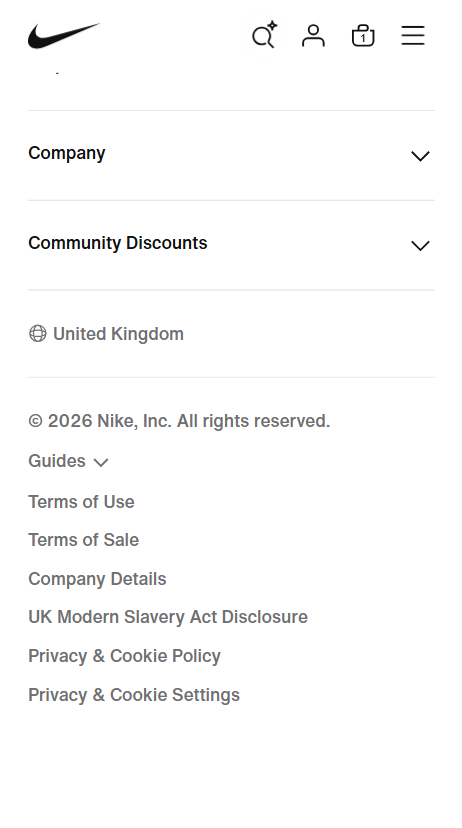 1
Company
Community Discounts
United Kingdom
© 2026 Nike, Inc. All rights reserved.
Guides
Terms of Use
Terms of Sale
Company Details
UK Modern Slavery Act Disclosure
Privacy & Cookie Policy
Privacy & Cookie Settings